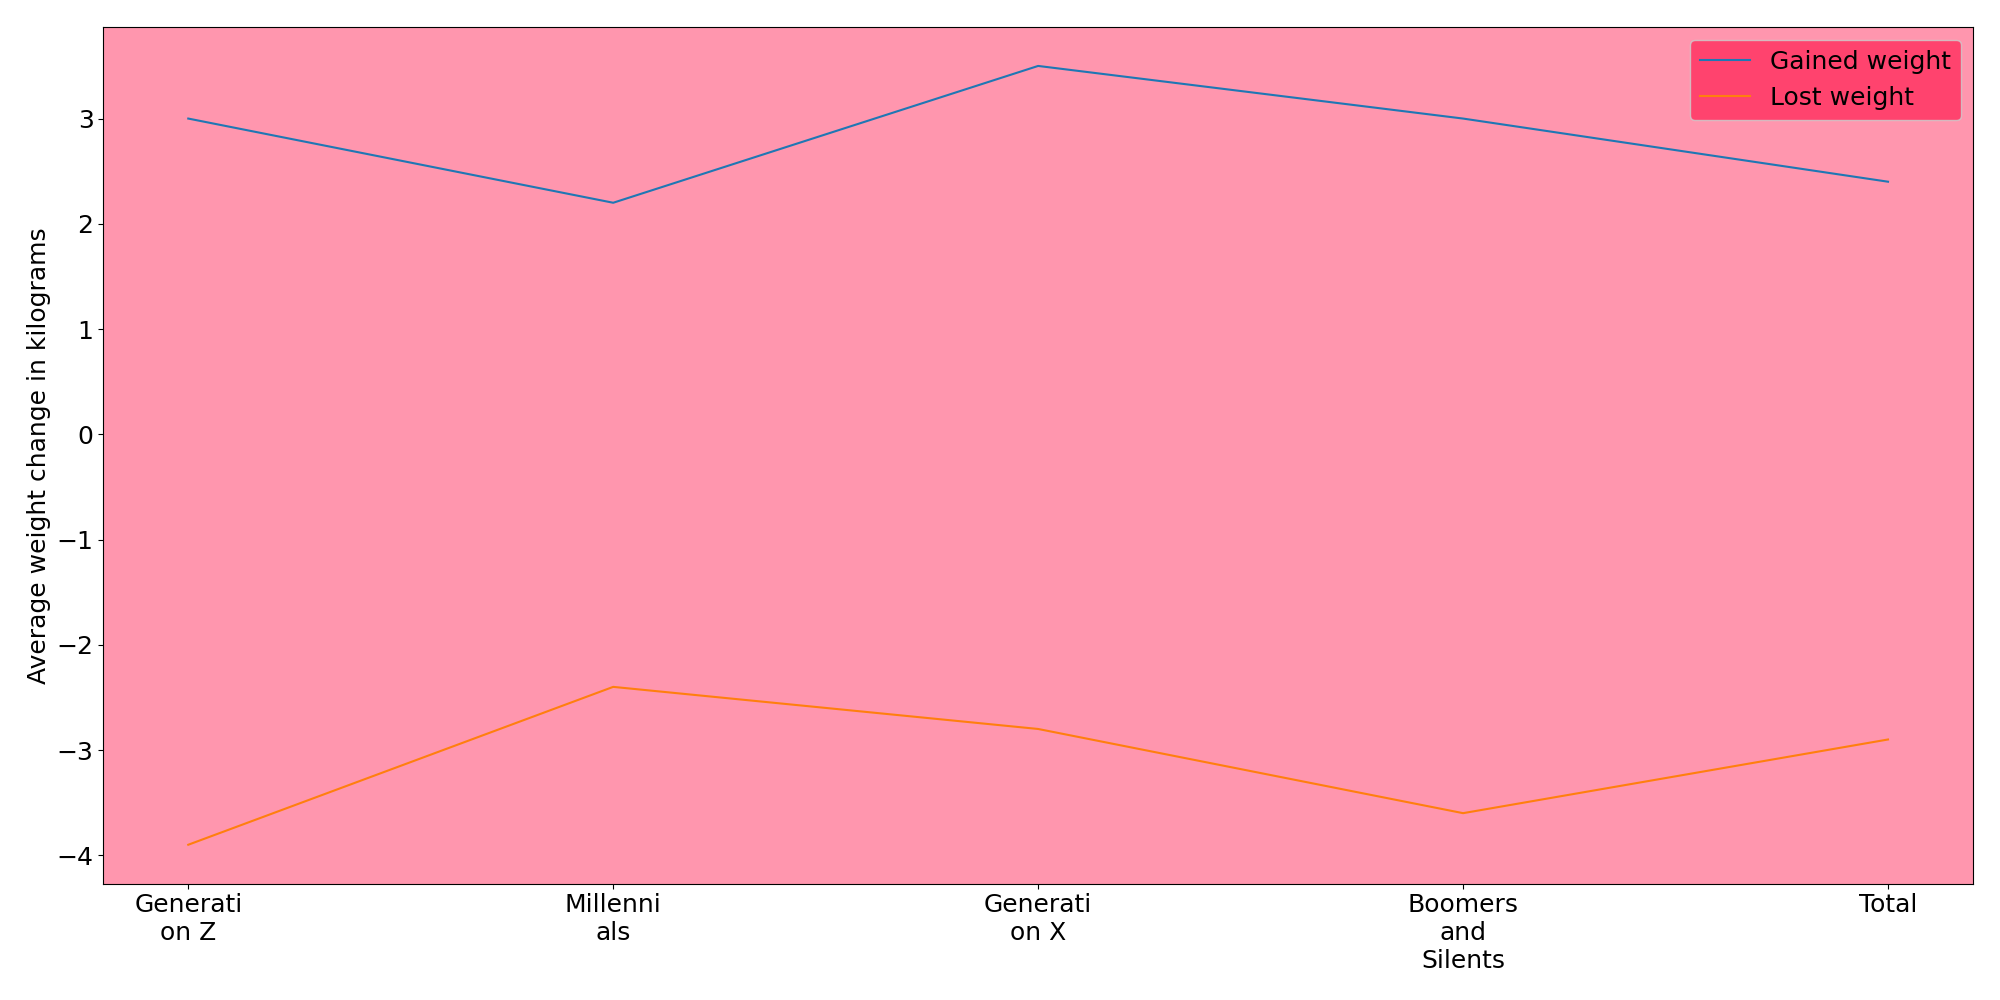 Gained weight
Lost weight
Average weight change in kilograms
3
2
1
0
−1
−2
−3
−4
Generati
on Z
Millenni
als
Generati
on X
Boomers
and
Silents
Total